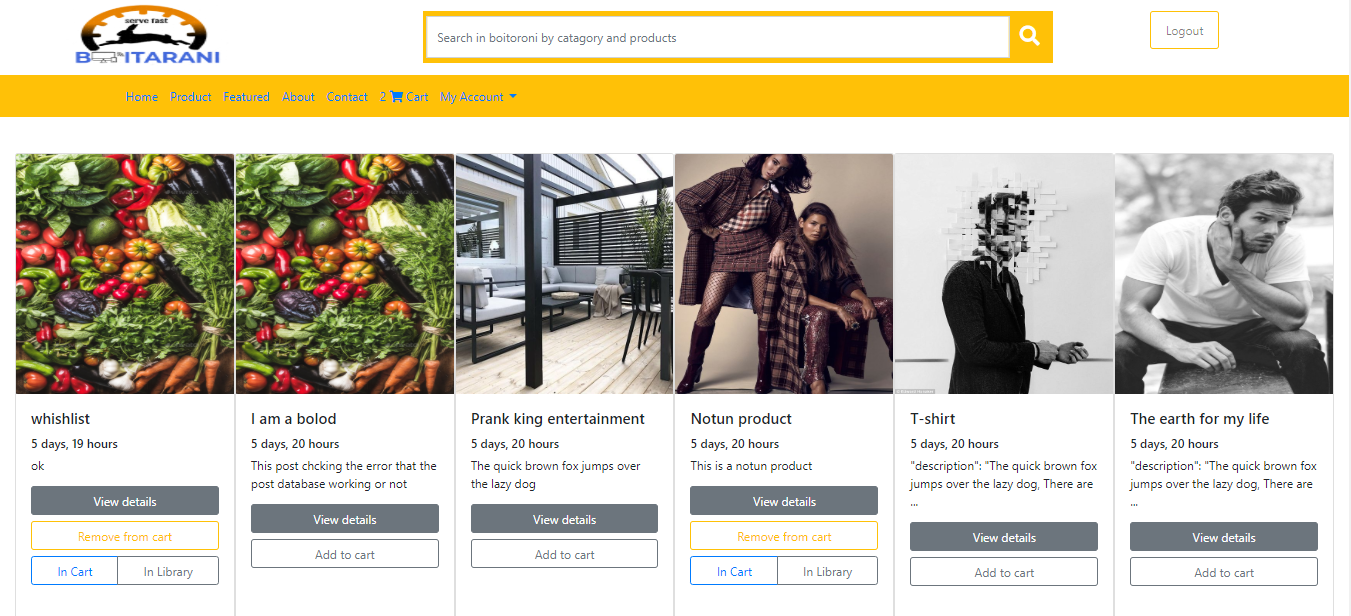 serve fast
BOITARANI
Search in boitoroni by catagory and products
Logout
Home Product Featured About Contact 2 Cart My Account
whishlist
5 days, 19 hours
ok
View details
Remove from cart
In Cart In Library
I am a bolod
5 days, 20 hours
This post chcking the error that the
post database working or not
View details
Add to cart
Prank king entertainment
5 days, 20 hours
The quick brown fox jumps over
the lazy dog
View details
Add to cart
Notun product
5 days, 20 hours
This is a notun product
View details
Remove from cart
In Cart In Library
T-shirt
5 days, 20 hours
"description": "The quick brown fox
jumps over the lazy dog, There are
...
View details
Add to cart
The earth for my life
5 days, 20 hours
"description": "The quick brown fox
jumps over the lazy dog, There are
...
View details
Add to cart